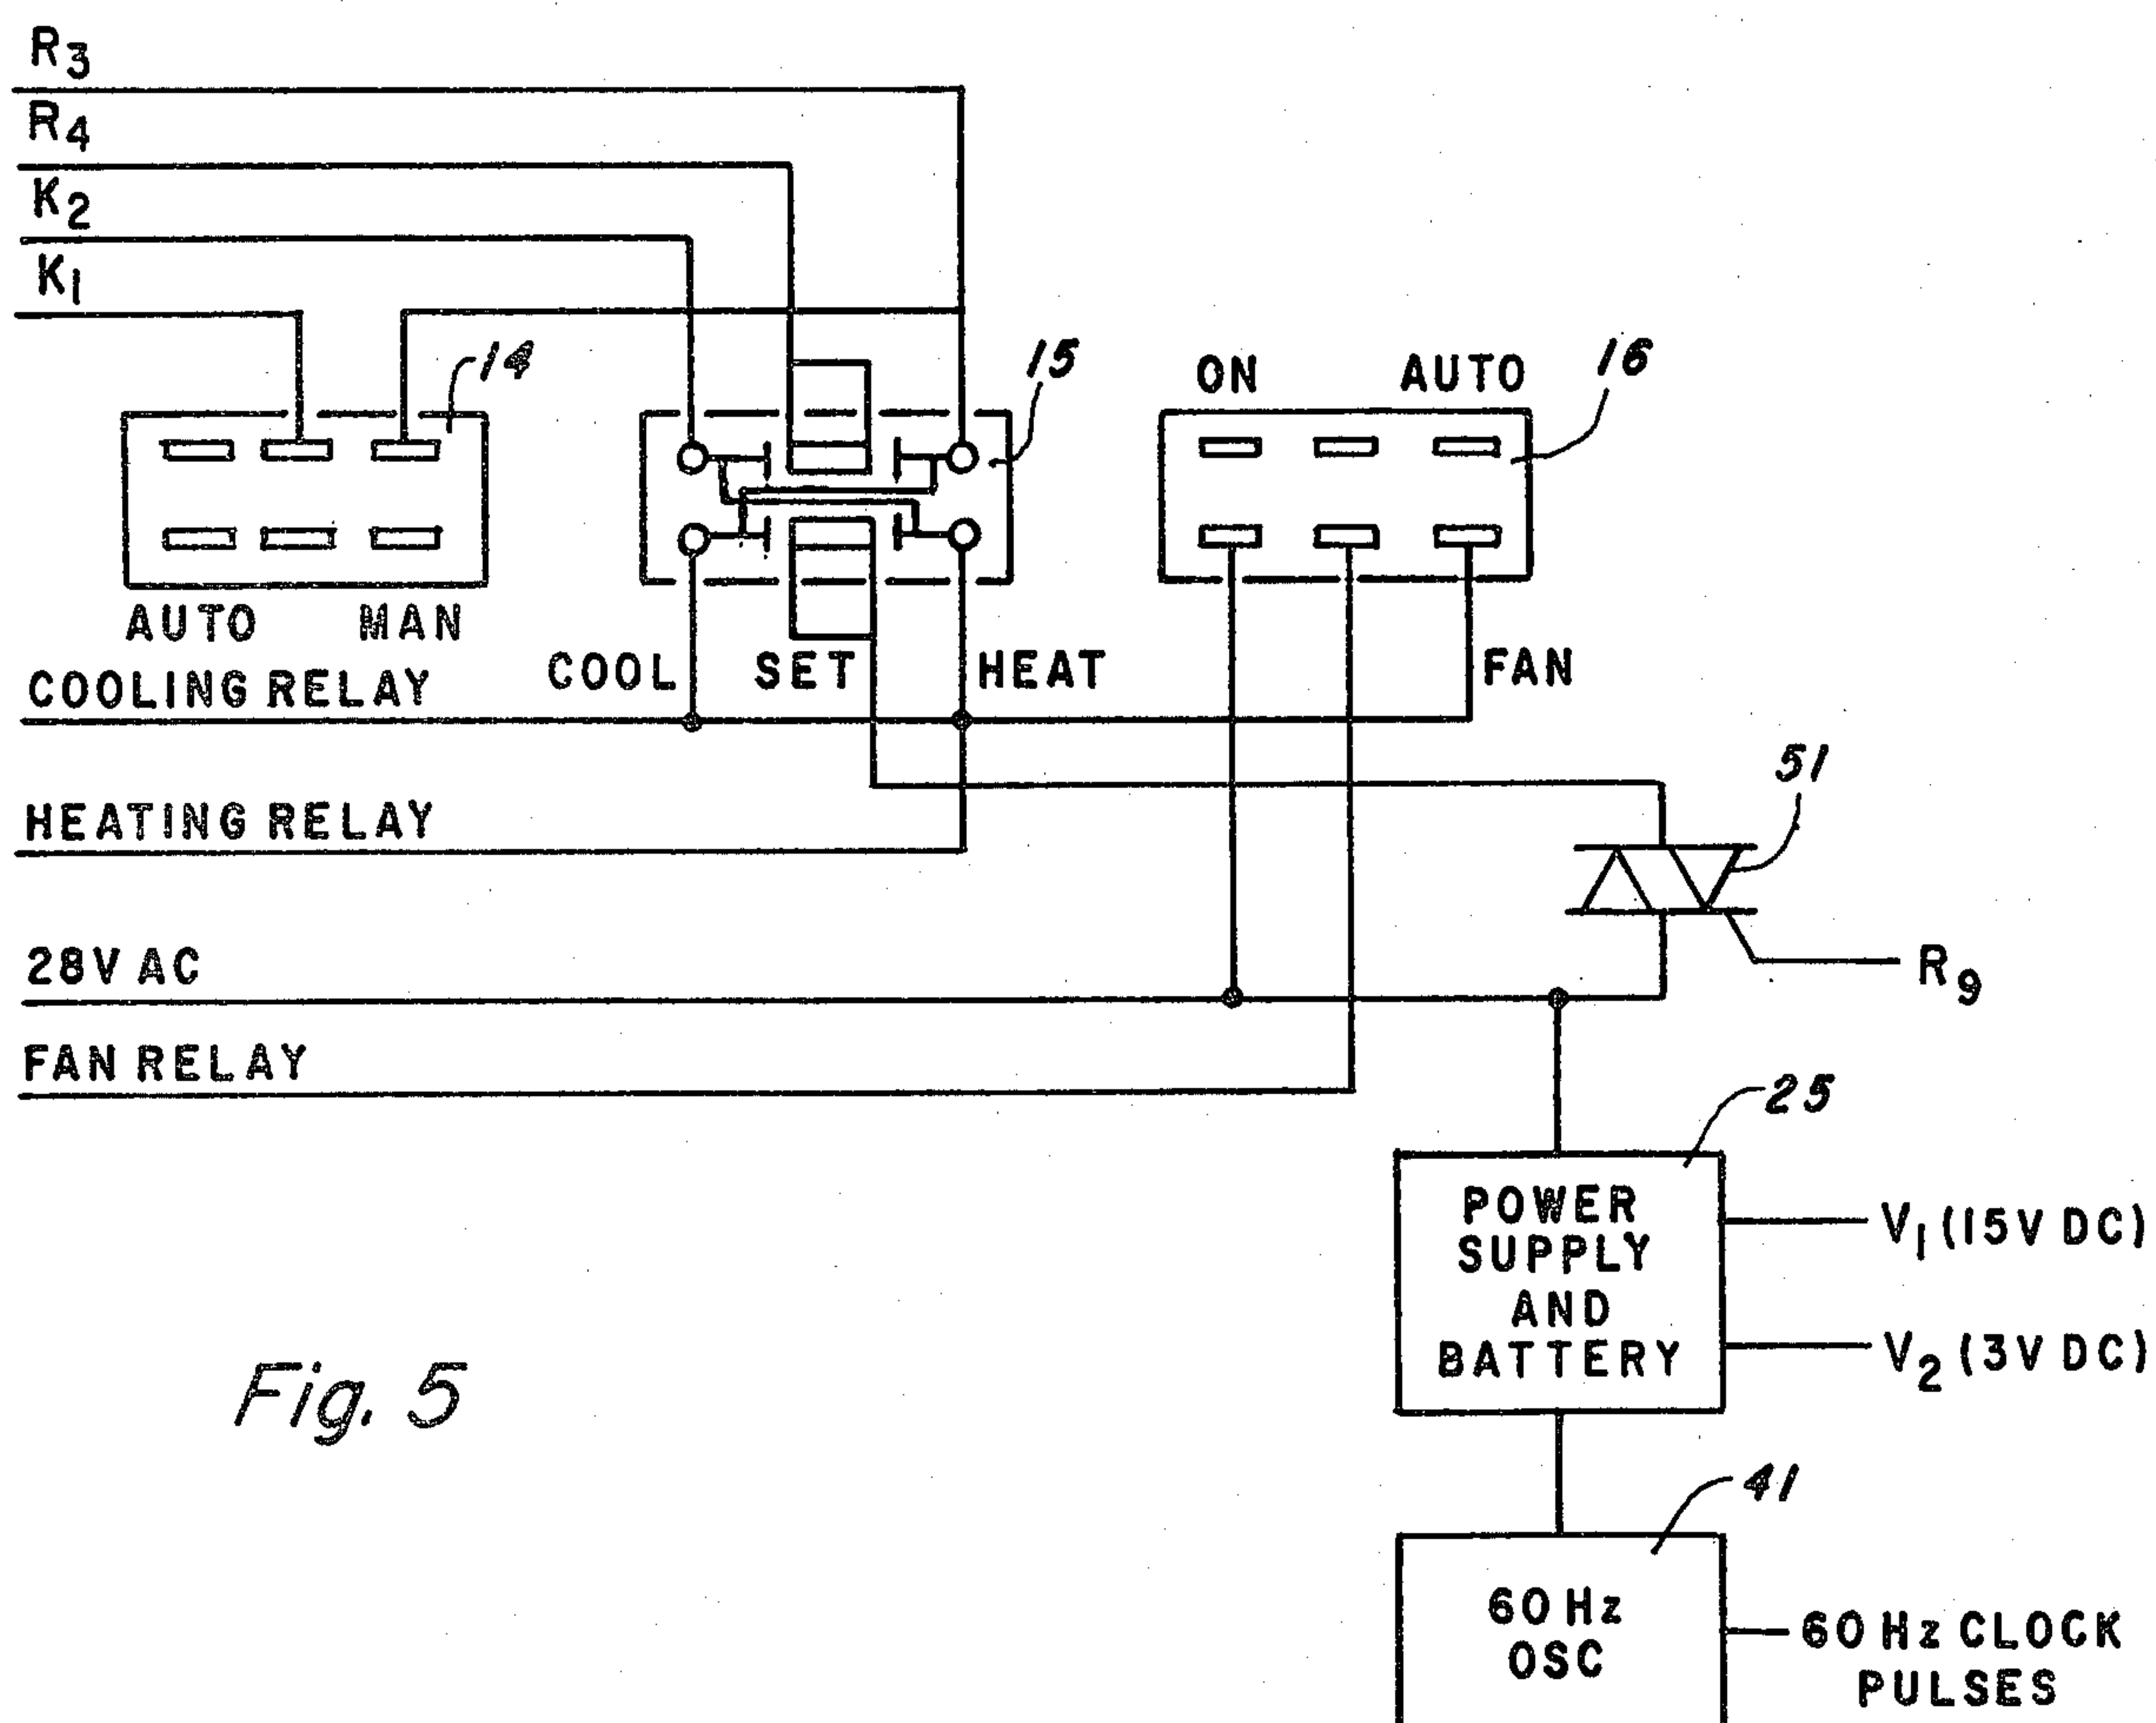 R3
R4
K2
K1
14
15
16
ON AUTO
AUTO MAN
COOL SET HEAT
FAN
COOLING RELAY
51
HEATING RELAY
28V AC
R9
FAN RELAY
25
POWER
SUPPLY
AND
BATTERY
V1 (15V DC)
V2 (3V DC)
Fig. 5
41
60 Hz
OSC
60 Hz CLOCK
PULSES